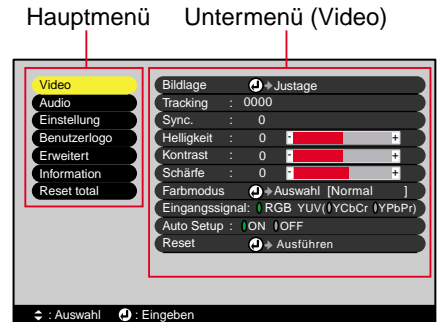 Hauptmenü Untermenü (Video)
Video
Audio
Einstellung
Benutzerlogo
Erweitert
Information
Reset total
Bildlage Justage
Tracking : 0000
Sync. : 0
Helligkeit : 0 - +
Kontrast : 0 - +
Schärfe : 0 - +
Farbmodus Auswahl [Normal ]
Eingangssignal: RGB YUV( YCbCr YPbPr)
Auto Setup : ON OFF
Reset Ausführen
: Auswahl : Eingeben